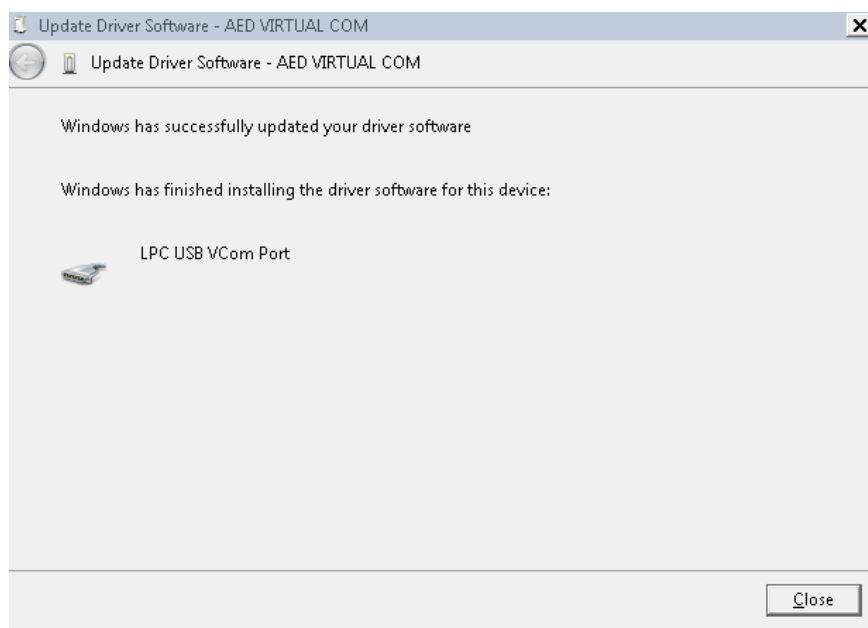 Update Driver Software - AED VIRTUAL COM
Update Driver Software - AED VIRTUAL COM
Windows has successfully updated your driver software
Windows has finished installing the driver software for this device:
LPC USB VCom Port
Close